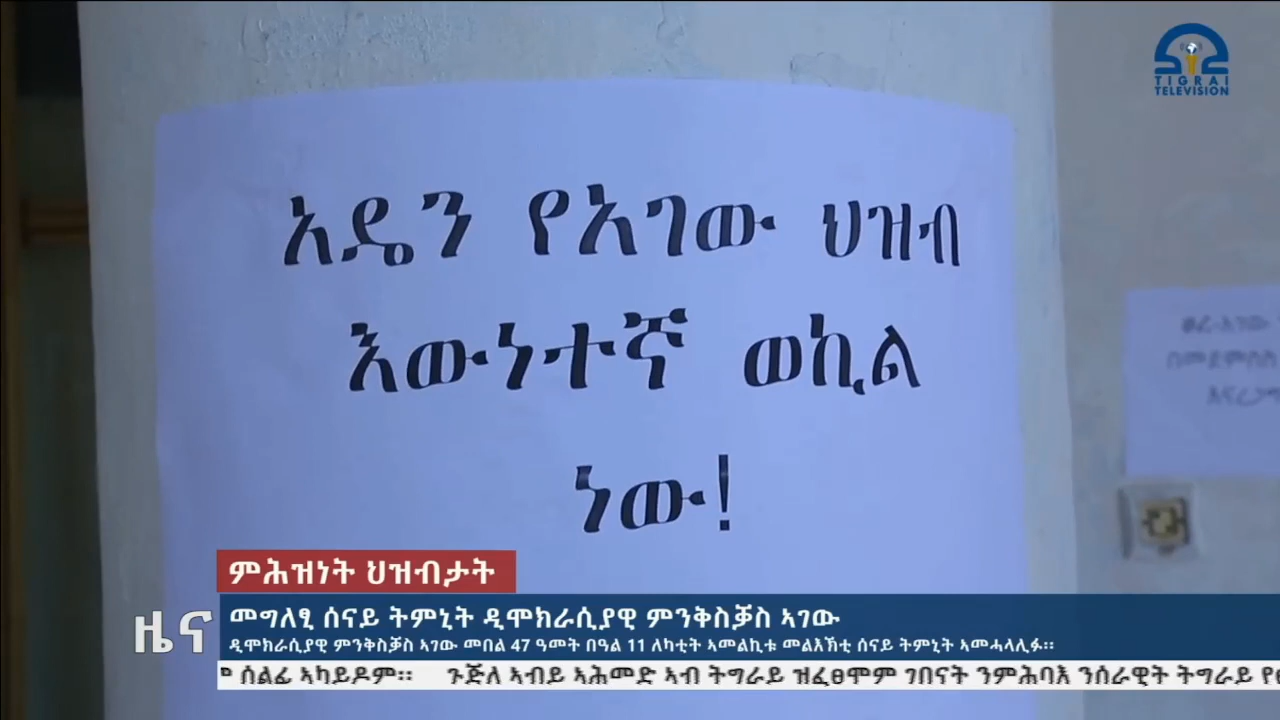 TIGRAI
TELEVISION
አዴን የአገው ህዝብ
እውነተኛ ወኪል
ነው!
ምሕዝነት ህዝብታት
ዜና
መግለፂ ሰናይ ትምኒት ዲሞክራሲያዊ ምንቅስቓስ ኣገው
ዲሞክራሲያዊ ምንቅስቓስ ኣገው መበል 47 ዓመት በዓል 11 ለካቲት ኣመልኪቱ መልእኽቲ ሰናይ ትምኒት ኣመሓላሊፉ።
ሰልፊ ኣካይዶም። ጉጅለ ኣብይ ኣሕመድ ኣብ ትግራይ ዝፈፀሞም ገበናት ንምሕባእ ንሰራዊት ትግራይ